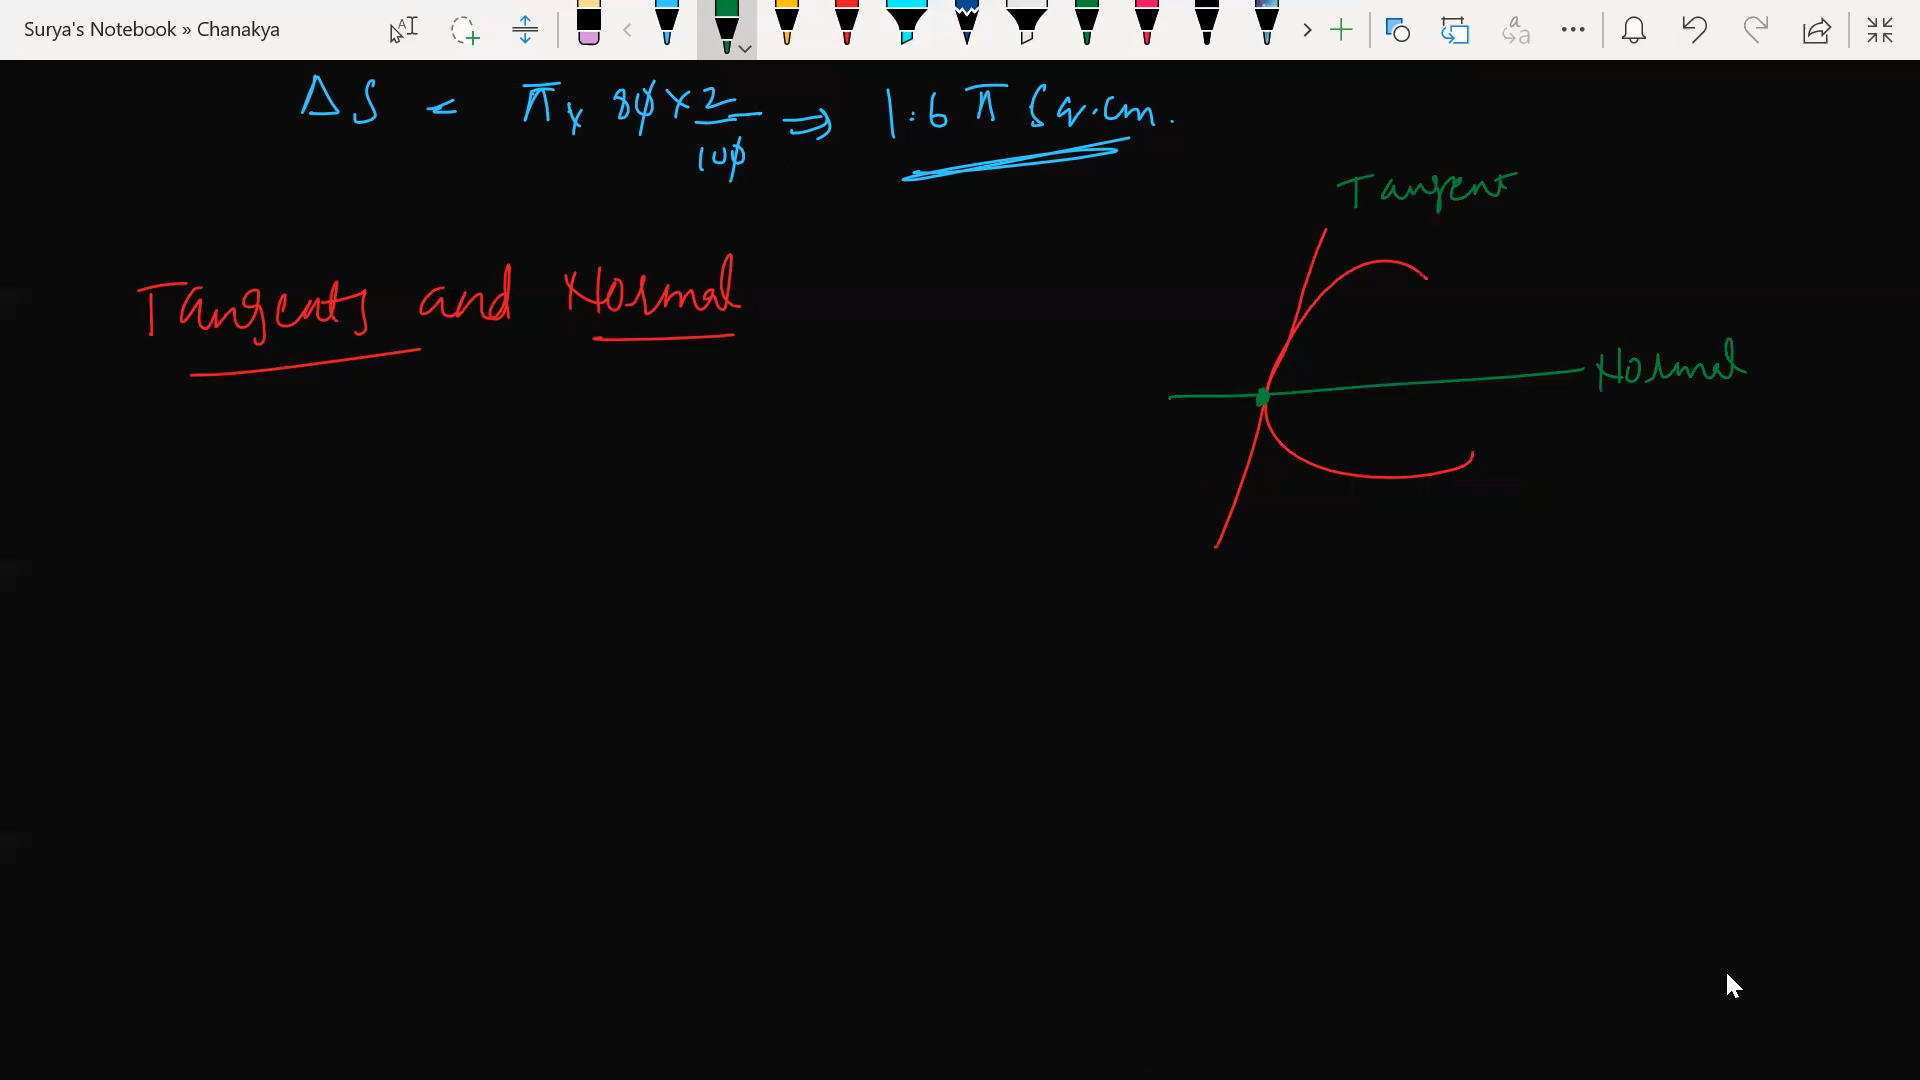 Surya's Notebook » Chanakya
ΔS = π x 80 x 2/100 ⇒ 1.6 π Sq.cm.
Tangent
Tangents and Normal
Normal